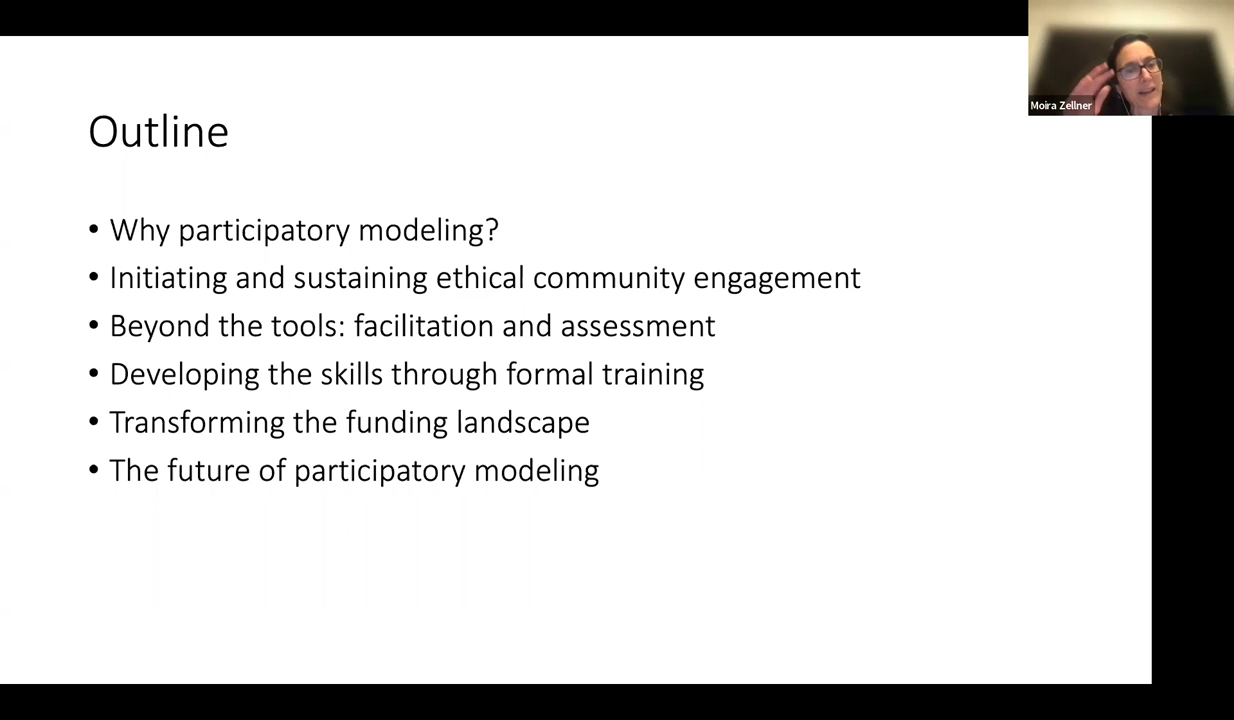 Moira Zellner
Outline
• Why participatory modeling?
• Initiating and sustaining ethical community engagement
• Beyond the tools: facilitation and assessment
• Developing the skills through formal training
• Transforming the funding landscape
• The future of participatory modeling